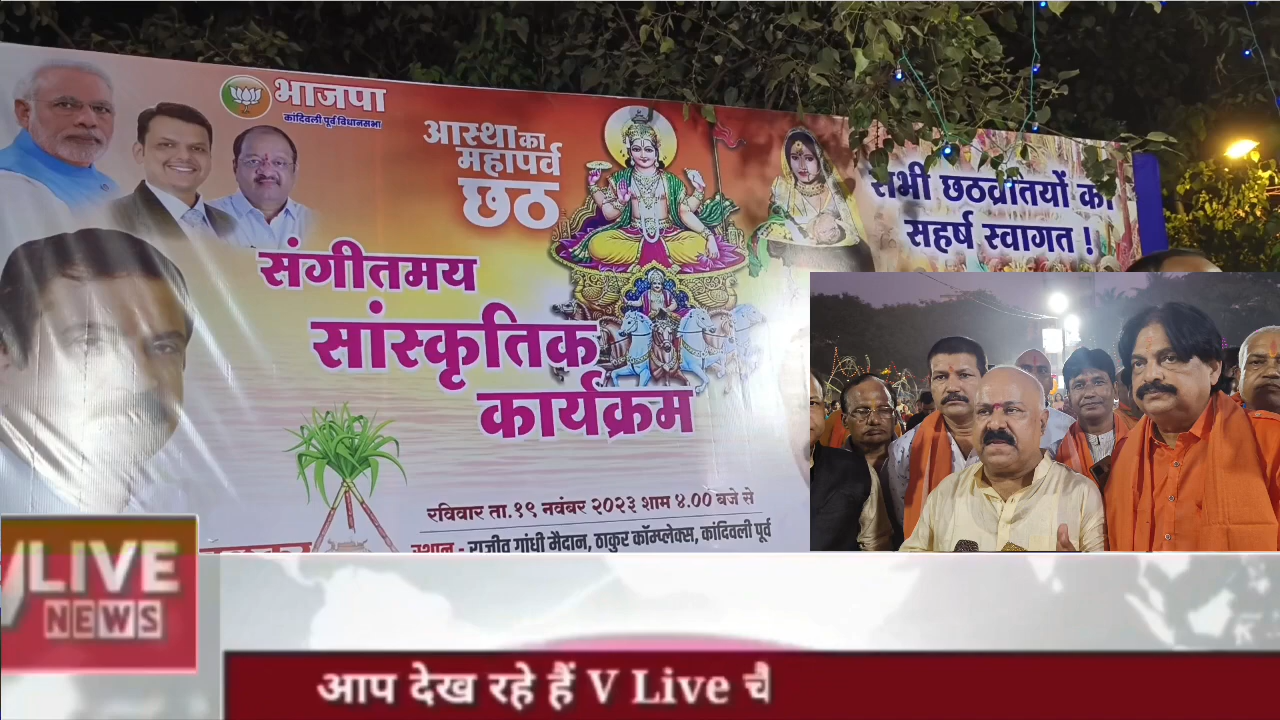 भाजपा
कांदिवली पूर्व विधानसभा
आस्था का
महापर्व
छठ
संगीतमय
सांस्कृतिक
कार्यक्रम
सभी छठव्रतियों का
सहर्ष स्वागत !
रविवार ता.१९ नवंबर २०२३ शाम ४.०० बजे से
स्थान - राजीव गांधी मैदान, ठाकुर कॉम्प्लेक्स, कांदिवली पूर्व
V LIVE
NEWS
आप देख रहे हैं V Live चै